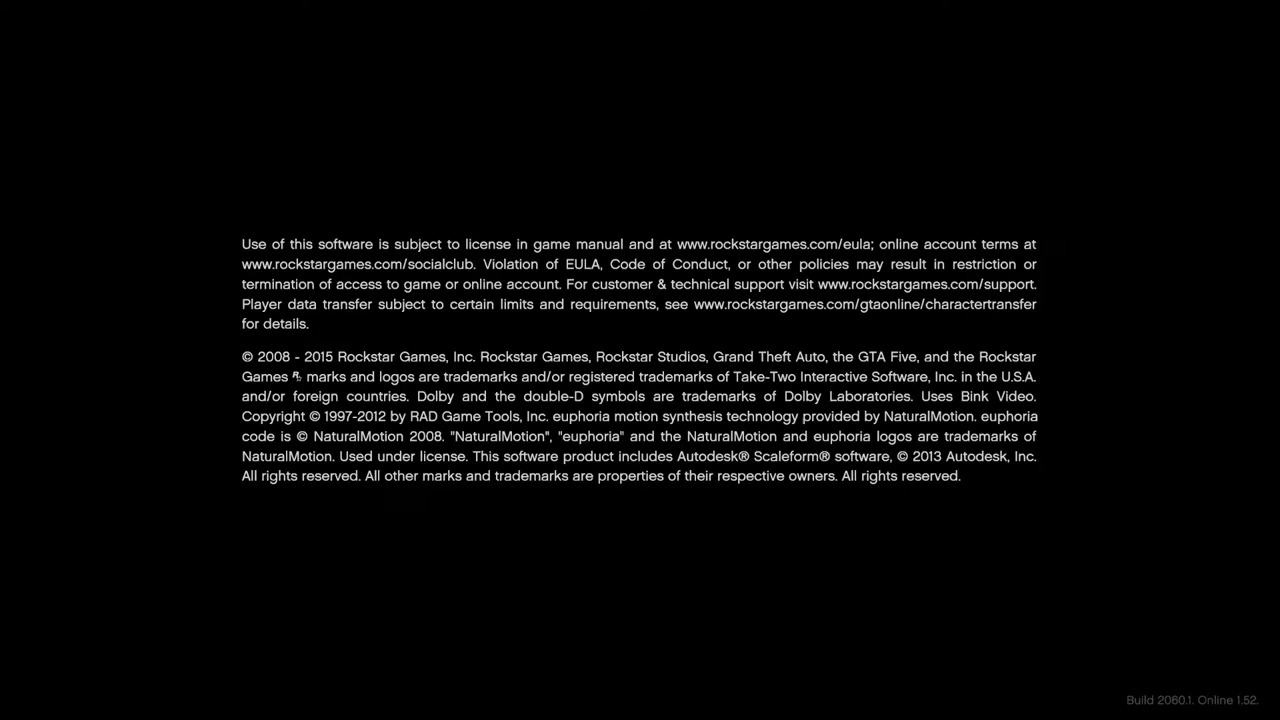 Use of this software is subject to license in game manual and at www.rockstargames.com/eula; online account terms at
www.rockstargames.com/socialclub. Violation of EULA, Code of Conduct, or other policies may result in restriction or
termination of access to game or online account. For customer & technical support visit www.rockstargames.com/support.
Player data transfer subject to certain limits and requirements, see www.rockstargames.com/gtaonline/charactertransfer
for details.
© 2008 - 2015 Rockstar Games, Inc. Rockstar Games, Rockstar Studios, Grand Theft Auto, the GTA Five, and the Rockstar
Games R* marks and logos are trademarks and/or registered trademarks of Take-Two Interactive Software, Inc. in the U.S.A.
and/or foreign countries. Dolby and the double-D symbols are trademarks of Dolby Laboratories. Uses Bink Video.
Copyright © 1997-2012 by RAD Game Tools, Inc. euphoria motion synthesis technology provided by NaturalMotion. euphoria
code is © NaturalMotion 2008. "NaturalMotion", "euphoria" and the NaturalMotion and euphoria logos are trademarks of
NaturalMotion. Used under license. This software product includes Autodesk® Scaleform® software, © 2013 Autodesk, Inc.
All rights reserved. All other marks and trademarks are properties of their respective owners. All rights reserved.
Build 2060.1. Online 1.52.